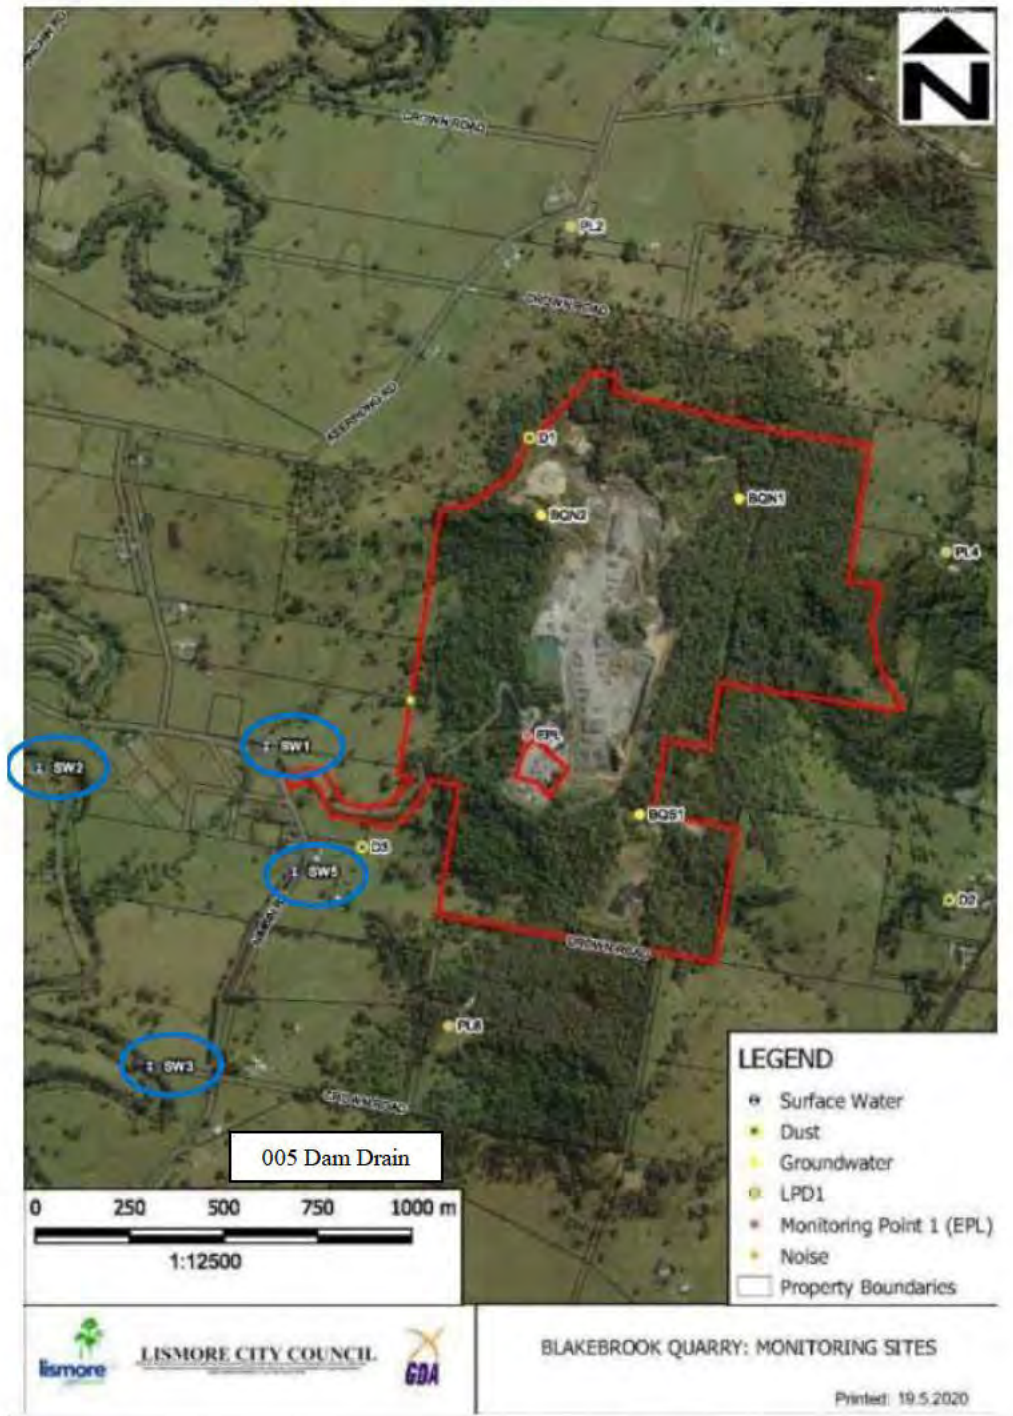 N
CROWN ROAD
PL2
CROWN ROAD
KEERRONG RD
D1
BQN2
BQN1
PL4
EPL
SW1
SW2
BQS1
D3
SW5
D2
CROWN ROAD
PL6
SW3
CROWN ROAD
005 Dam Drain
0 250 500 750 1000 m
1:12500
LEGEND
Surface Water
Dust
Groundwater
LPD1
Monitoring Point 1 (EPL)
Noise
Property Boundaries
lismore
LISMORE CITY COUNCIL
GDA
BLAKEBROOK QUARRY: MONITORING SITES
Printed: 19.5.2020